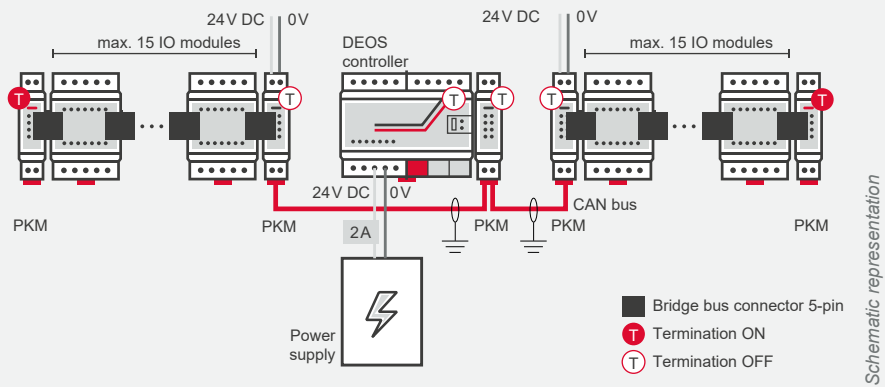 24V DC 0V
max. 15 IO modules
DEOS
controller
24V DC 0V
max. 15 IO modules
T
T
T
T
T
T
24V DC 0V
CAN bus
PKM
PKM
2A
PKM
PKM
PKM
Power
supply
Bridge bus connector 5-pin
T Termination ON
T Termination OFF
Schematic representation